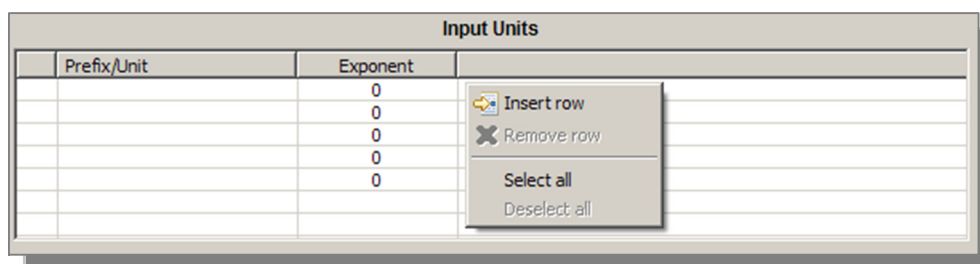 Input Units
Prefix/Unit Exponent
0
0 Insert row
0 Remove row
0
0 Select all
Deselect all